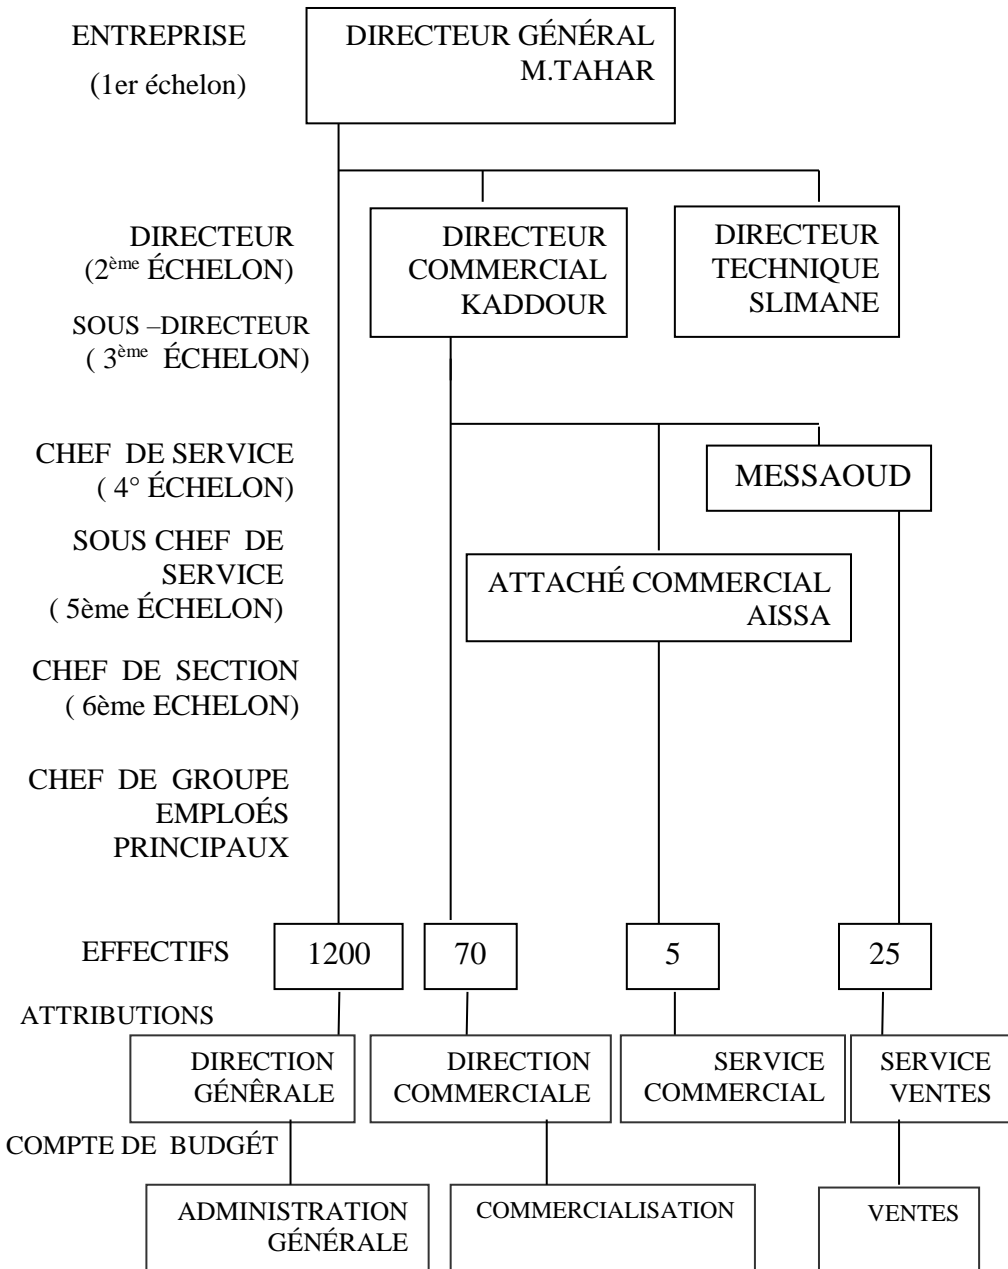 ENTREPRISE
(1er échelon)
DIRECTEUR GÉNÉRAL
M.TAHAR
DIRECTEUR
(2ème ÉCHELON)
DIRECTEUR
COMMERCIAL
KADDOUR
DIRECTEUR
TECHNIQUE
SLIMANE
SOUS –DIRECTEUR
( 3ème ÉCHELON)
CHEF DE SERVICE
( 4° ÉCHELON)
MESSAOUD
SOUS CHEF DE
SERVICE
( 5ème ÉCHELON)
ATTACHÉ COMMERCIAL
AISSA
CHEF DE SECTION
( 6ème ECHELON)
CHEF DE GROUPE
EMPLOÉS
PRINCIPAUX
EFFECTIFS
1200
70
5
25
ATTRIBUTIONS
DIRECTION
GÉNÊRALE
DIRECTION
COMMERCIALE
SERVICE
COMMERCIAL
SERVICE
VENTES
COMPTE DE BUDGÉT
ADMINISTRATION
GÉNÉRALE
COMMERCIALISATION
VENTES